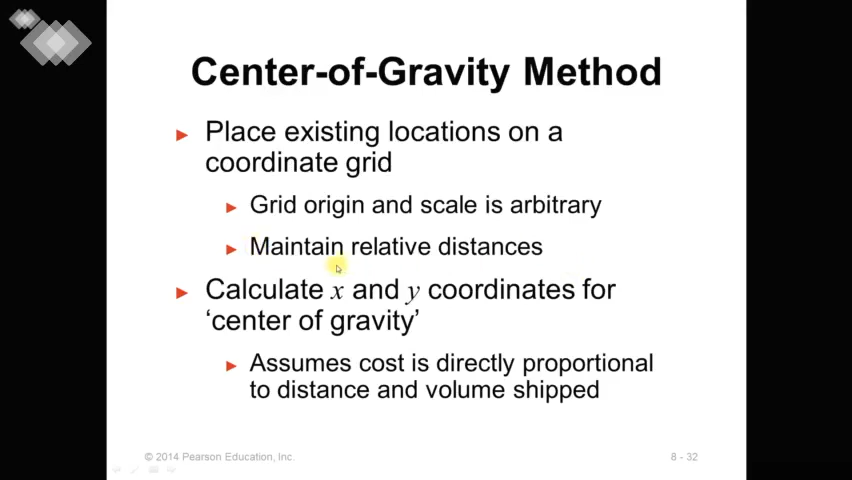 Center-of-Gravity Method
Place existing locations on a
coordinate grid
Grid origin and scale is arbitrary
Maintain relative distances
Calculate x and y coordinates for
‘center of gravity’
Assumes cost is directly proportional
to distance and volume shipped
© 2014 Pearson Education, Inc.
8 - 32